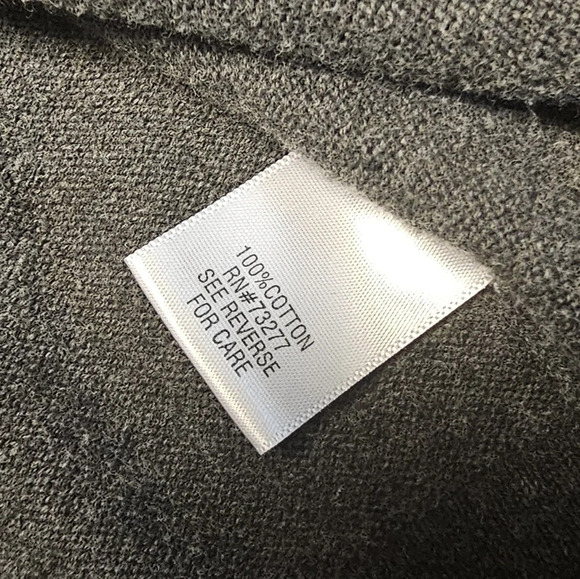 100%COTTON
RN#73277
SEE REVERSE
FOR CARE